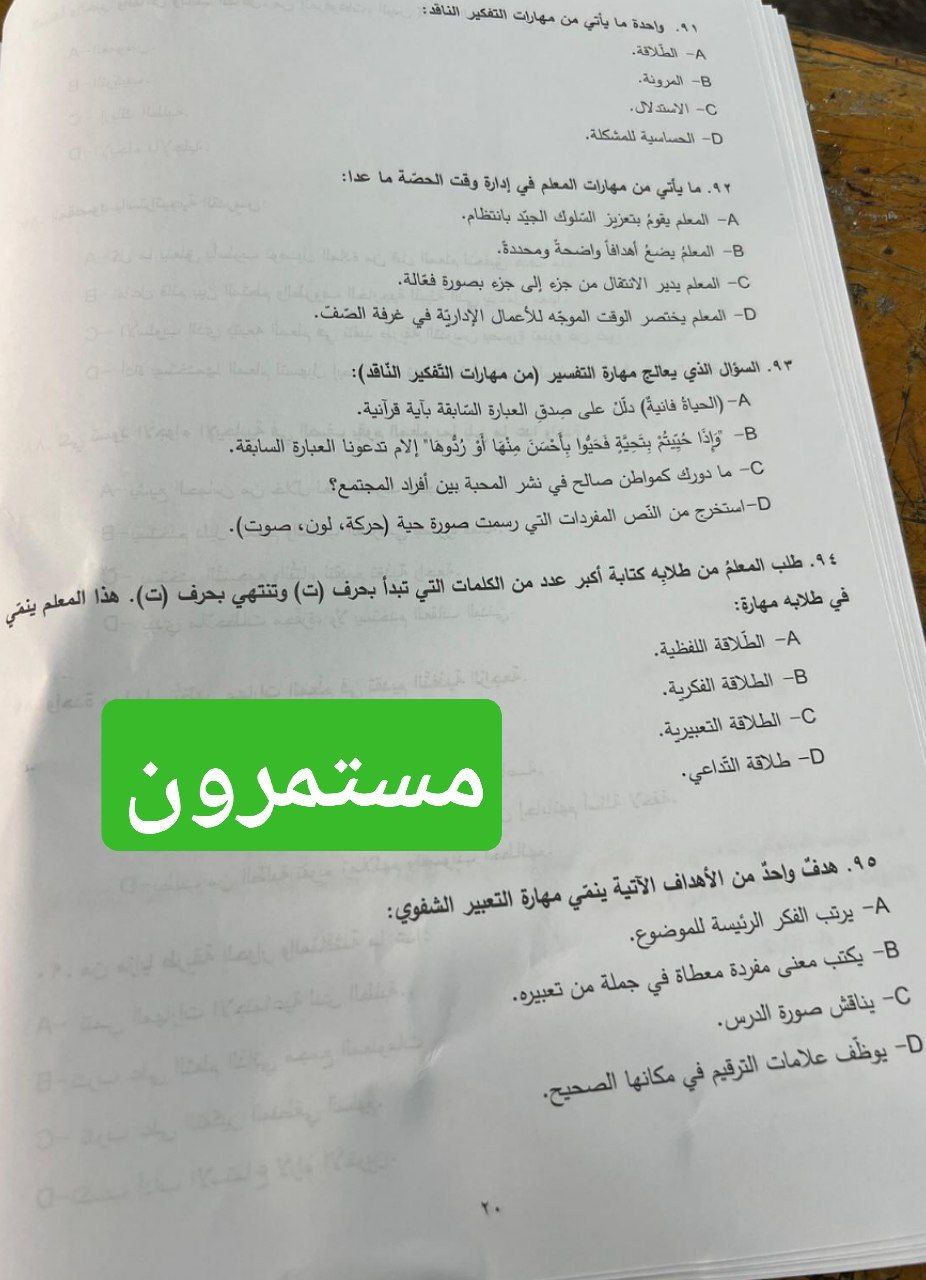 ٩١. واحدة ما يأتي من مهارات التفكير الناقد:
A- الطّلاقة.
B- المرونة.
C- الاستدلال.
D- الحساسية للمشكلة.
٩٢. ما يأتي من مهارات المعلم في إدارة وقت الحصّة ما عدا:
A- المعلم يقومُ بتعزيز السّلوك الجيّد بانتظام.
B- المعلمُ يضعُ أهدافاً واضحةً ومحددةً.
C- المعلم يدير الانتقال من جزء إلى جزء بصورة فعّالة.
D- المعلم يختصر الوقت الموجّه للأعمال الإداريّة في غرفة الصّفّ.
٩٣. السؤال الذي يعالج مهارة التفسير (من مهارات التّفكير النّاقد):
A- (الحياةُ فانيةٌ) دلّلْ على صدق العبارة السّابقة بآية قرآنية.
B- "وَإِذَا حُيِّيتُمْ بِتَحِيَّةٍ فَحَيُّوا بِأَحْسَنَ مِنْهَا أَوْ رُدُّوهَا" إلام تدعونا العبارة السابقة.
C- ما دورك كمواطن صالح في نشر المحبة بين أفراد المجتمع؟
D- استخرج من النّص المفردات التي رسمت صورة حية (حركة، لون، صوت).
٩٤. طلب المعلمُ من طلابِه كتابة أكبر عدد من الكلمات التي تبدأ بحرف (ت) وتنتهي بحرف (ت). هذا المعلم ينمّي
في طلابه مهارة:
A- الطّلاقة اللفظية.
B- الطلاقة الفكرية.
C- الطلاقة التعبيرية.
D- طلاقة التّداعي.
مستمرون
٩٥. هدفٌ واحدٌ من الأهداف الآتية ينمّي مهارة التعبير الشفوي:
A- يرتب الفكر الرئيسة للموضوع.
B- يكتب معنى مفردة معطاة في جملة من تعبيره.
C- يناقش صورة الدرس.
D- يوظّف علامات الترقيم في مكانها الصحيح.
٢٠